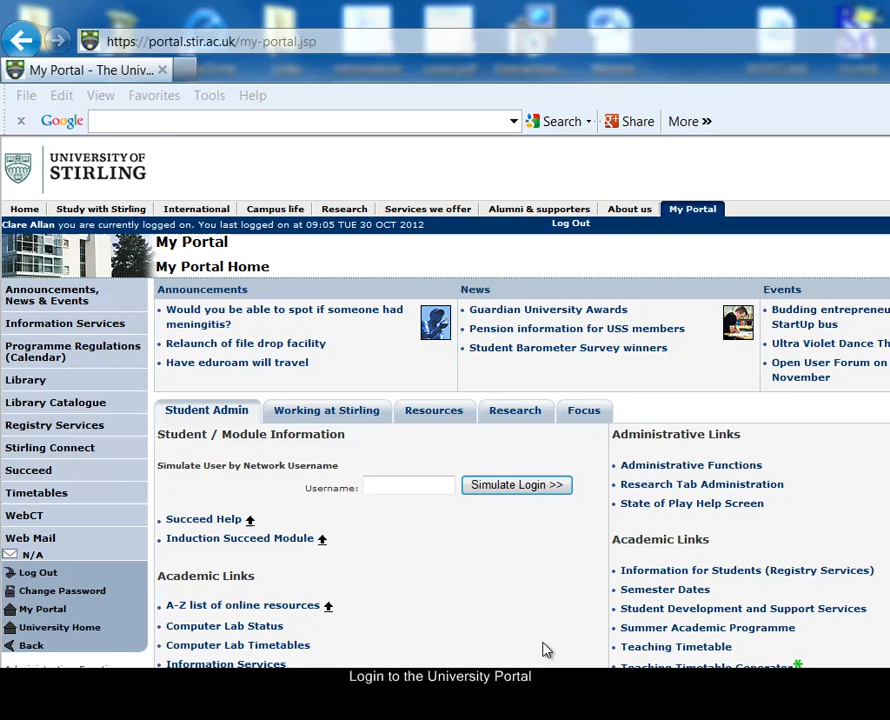 https://portal.stir.ac.uk/my-portal.jsp
My Portal - The Univ...
File Edit View Favorites Tools Help
x Google Search Share More »
UNIVERSITY OF
STIRLING
Home Study with Stirling International Campus life Research Services we offer Alumni & supporters About us My Portal
Clare Allan you are currently logged on. You last logged on at 09:05 TUE 30 OCT 2012 Log Out
My Portal
My Portal Home
Announcements,
News & Events
Information Services
Programme Regulations
(Calendar)
Library
Library Catalogue
Registry Services
Stirling Connect
Succeed
Timetables
WebCT
Web Mail
N/A
Log Out
Change Password
My Portal
University Home
Back
Announcements
Would you be able to spot if someone had
meningitis?
Relaunch of file drop facility
Have eduroam will travel
News
Guardian University Awards
Pension information for USS members
Student Barometer Survey winners
Events
Budding entrepreneu
StartUp bus
Ultra Violet Dance Th
Open User Forum on
November
Student Admin Working at Stirling Resources Research Focus
Student / Module Information
Simulate User by Network Username
Username: Simulate Login >>
Succeed Help
Induction Succeed Module
Academic Links
A-Z list of online resources
Computer Lab Status
Computer Lab Timetables
Information Services
Administrative Links
Administrative Functions
Research Tab Administration
State of Play Help Screen
Academic Links
Information for Students (Registry Services)
Semester Dates
Student Development and Support Services
Summer Academic Programme
Teaching Timetable
Teaching Timetable Generator
Login to the University Portal